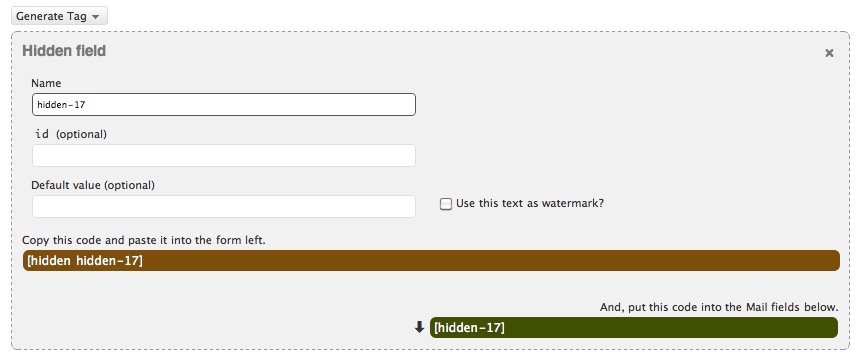 Generate Tag
Hidden field
Name
hidden-17
id (optional)
Default value (optional)
Use this text as watermark?
Copy this code and paste it into the form left.
[hidden hidden-17]
And, put this code into the Mail fields below.
[hidden-17]